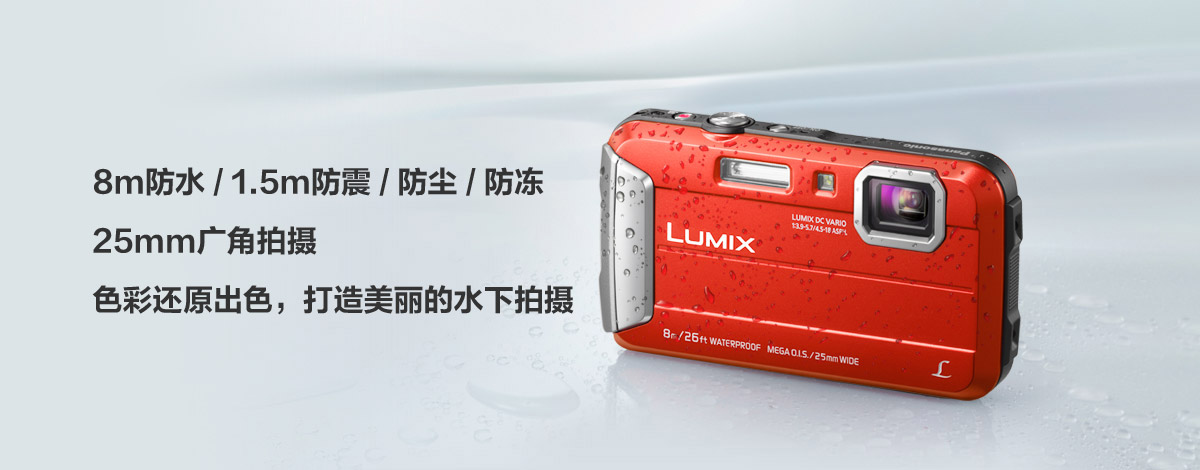 8m防水 / 1.5m防震 / 防尘 / 防冻
25mm广角拍摄
色彩还原出色，打造美丽的水下拍摄
Panasonic
LUMIX DC VARIO
1:3.9-5.7/4.5-18 ASPH.
LUMIX
8m/26ft WATERPROOF MEGA O.I.S./25mm WIDE
L